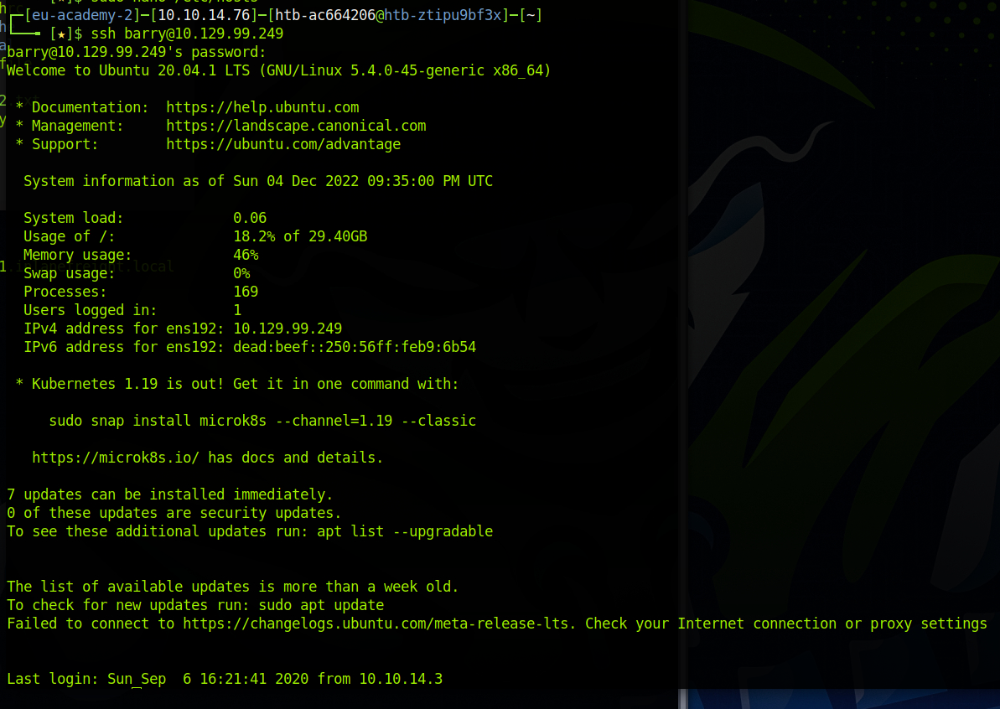 ┌─[eu-academy-2]─[10.10.14.76]─[htb-ac664206@htb-ztipu9bf3x]─[~]
└──╼ [★]$ ssh barry@10.129.99.249
barry@10.129.99.249's password:
Welcome to Ubuntu 20.04.1 LTS (GNU/Linux 5.4.0-45-generic x86_64)
* Documentation:  https://help.ubuntu.com
* Management:     https://landscape.canonical.com
* Support:        https://ubuntu.com/advantage
System information as of Sun 04 Dec 2022 09:35:00 PM UTC
System load:             0.06
Usage of /:              18.2% of 29.40GB
Memory usage:            46%
Swap usage:              0%
Processes:               169
Users logged in:         1
IPv4 address for ens192: 10.129.99.249
IPv6 address for ens192: dead:beef::250:56ff:feb9:6b54
* Kubernetes 1.19 is out! Get it in one command with:
sudo snap install microk8s --channel=1.19 --classic
https://microk8s.io/ has docs and details.
7 updates can be installed immediately.
0 of these updates are security updates.
To see these additional updates run: apt list --upgradable
The list of available updates is more than a week old.
To check for new updates run: sudo apt update
Failed to connect to https://changelogs.ubuntu.com/meta-release-lts. Check your Internet connection or proxy settings
Last login: Sun Sep  6 16:21:41 2020 from 10.10.14.3